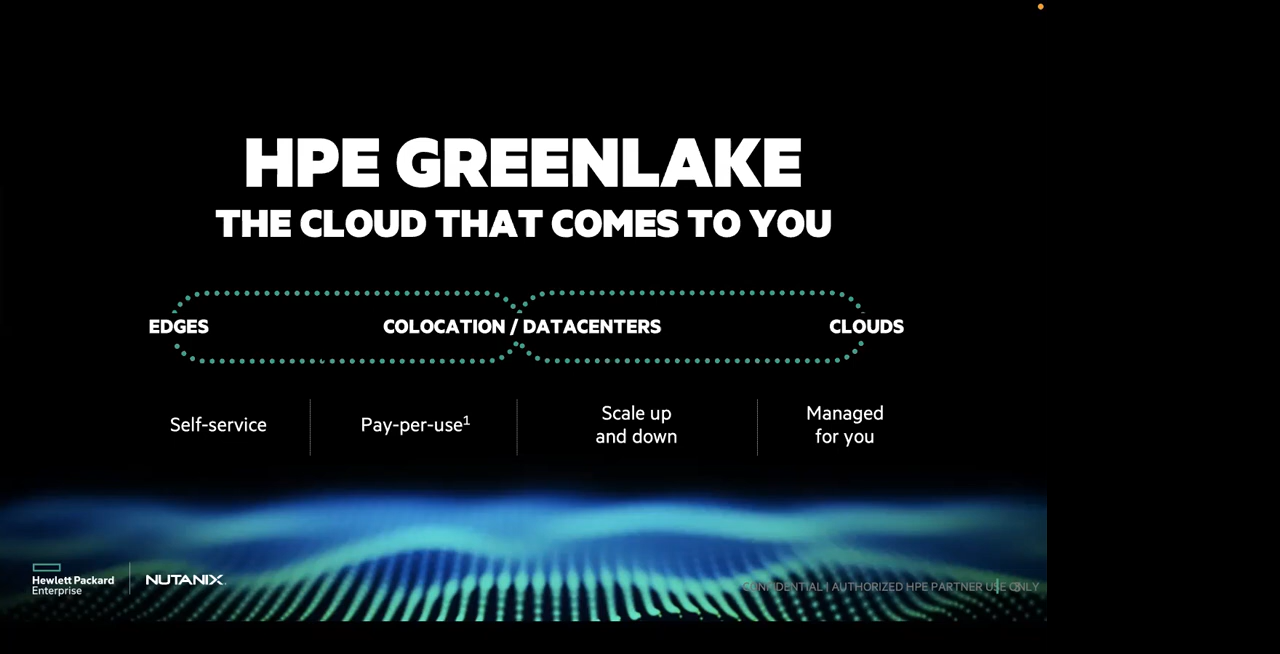 HPE GREENLAKE
THE CLOUD THAT COMES TO YOU
EDGES
COLOCATION / DATACENTERS
CLOUDS
Self-service
Pay-per-use¹
Scale up
and down
Managed
for you
Hewlett Packard
Enterprise
NUTANIX
CONFIDENTIAL | AUTHORIZED HPE PARTNER USE ONLY